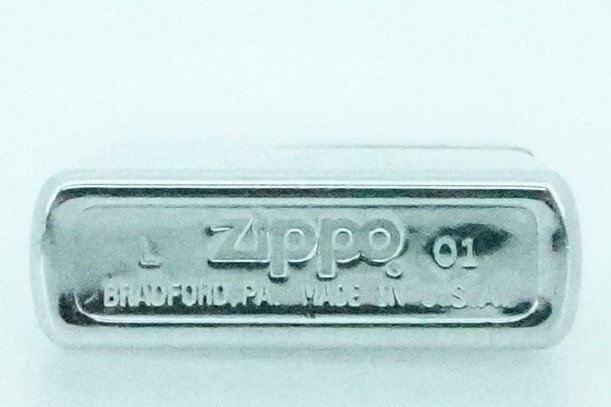 Zippo® 01
BRADFORD, PA. MADE IN U.S.A.